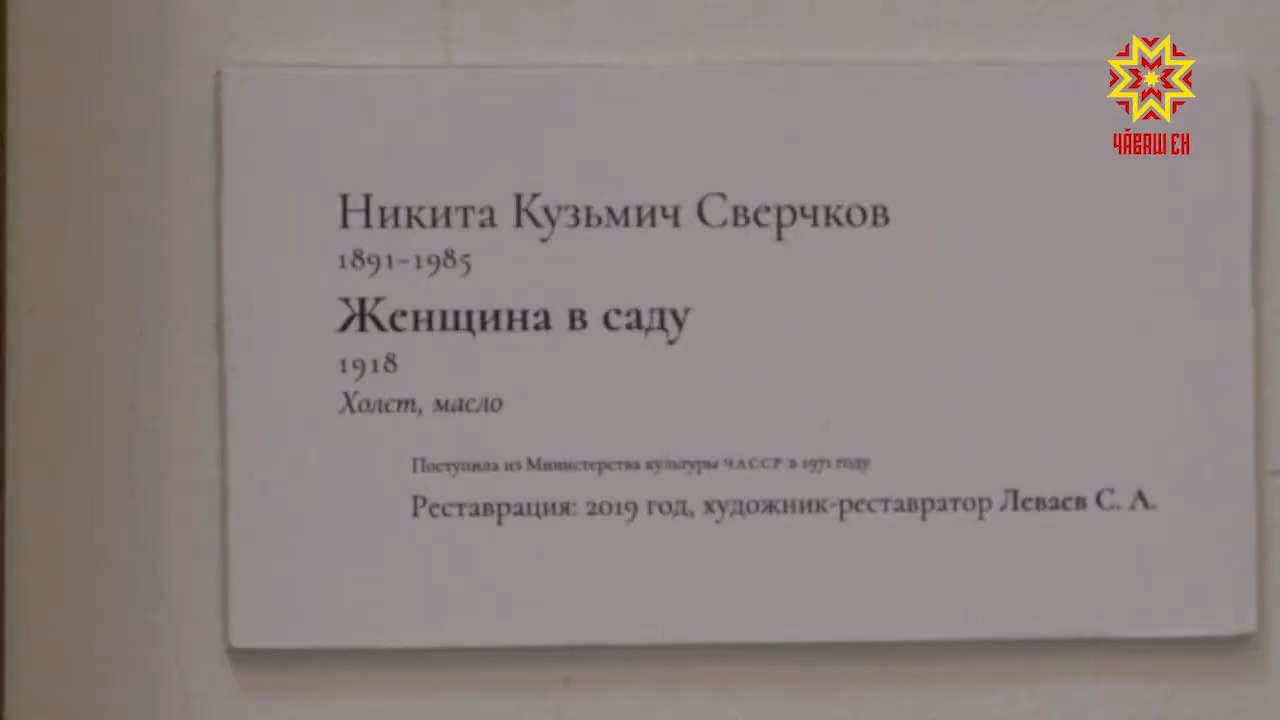 ЧӐВАШ ЕН
Никита Кузьмич Сверчков
1891–1985
Женщина в саду
1918
Холст, масло
Поступила из Министерства культуры ЧАССР в 1971 году
Реставрация: 2019 год, художник-реставратор Леваев С. А.